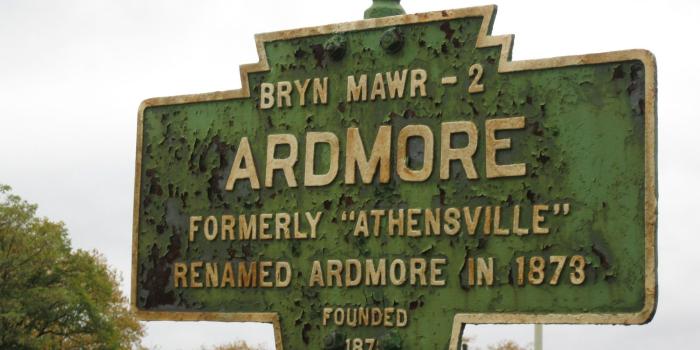 BRYN MAWR - 2
ARDMORE
FORMERLY "ATHENSVILLE"
RENAMED ARDMORE IN 1873
FOUNDED